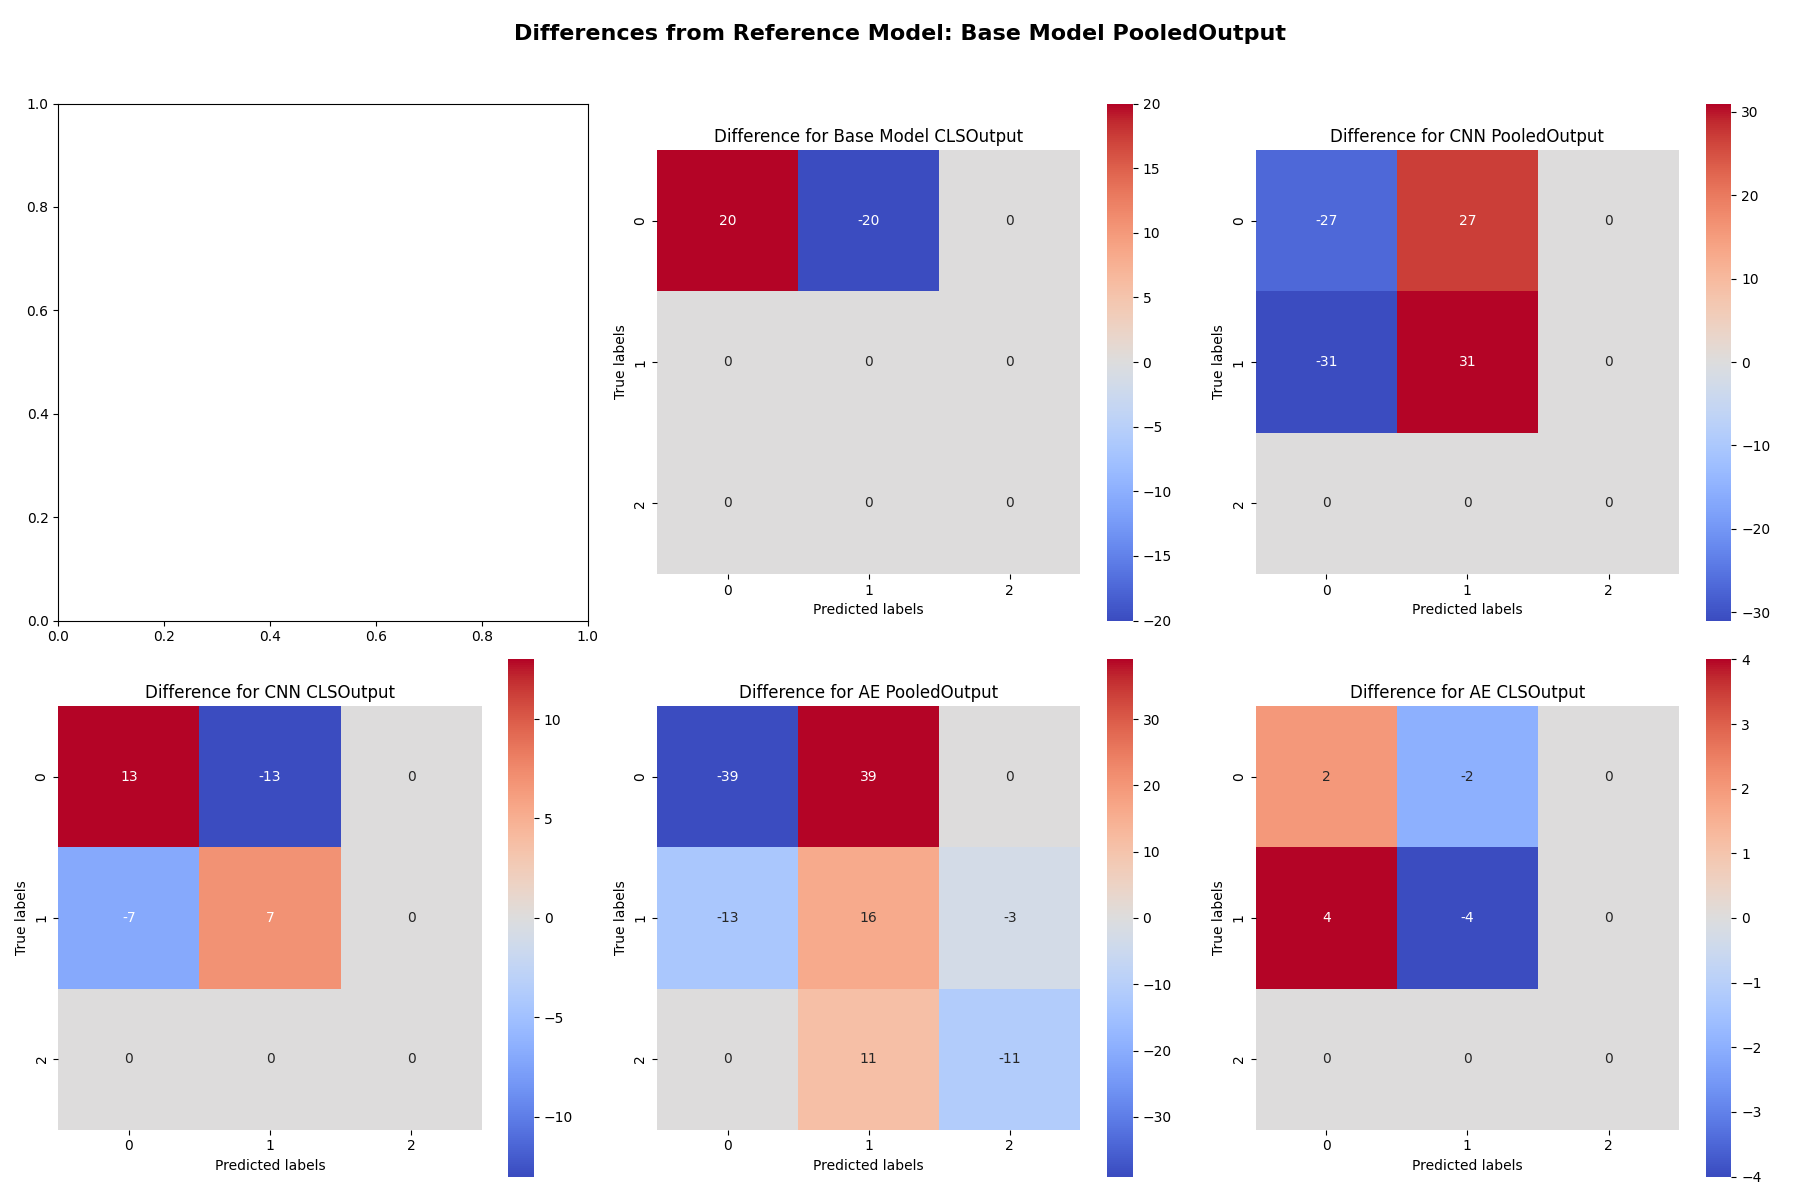 Differences from Reference Model: Base Model PooledOutput
1.0
0.8
0.6
0.4
0.2
0.0
0.0 0.2 0.4 0.6 0.8 1.0
Difference for Base Model CLSOutput
True labels
0 20 -20 0
1 0 0 0
2 0 0 0
0 1 2
Predicted labels
20
15
10
5
0
−5
−10
−15
−20
Difference for CNN PooledOutput
True labels
0 -27 27 0
1 -31 31 0
2 0 0 0
0 1 2
Predicted labels
30
20
10
0
−10
−20
−30
Difference for CNN CLSOutput
True labels
0 13 -13 0
1 -7 7 0
2 0 0 0
0 1 2
Predicted labels
10
5
0
−5
−10
Difference for AE PooledOutput
True labels
0 -39 39 0
1 -13 16 -3
2 0 11 -11
0 1 2
Predicted labels
30
20
10
0
−10
−20
−30
Difference for AE CLSOutput
True labels
0 2 -2 0
1 4 -4 0
2 0 0 0
0 1 2
Predicted labels
4
3
2
1
0
−1
−2
−3
−4